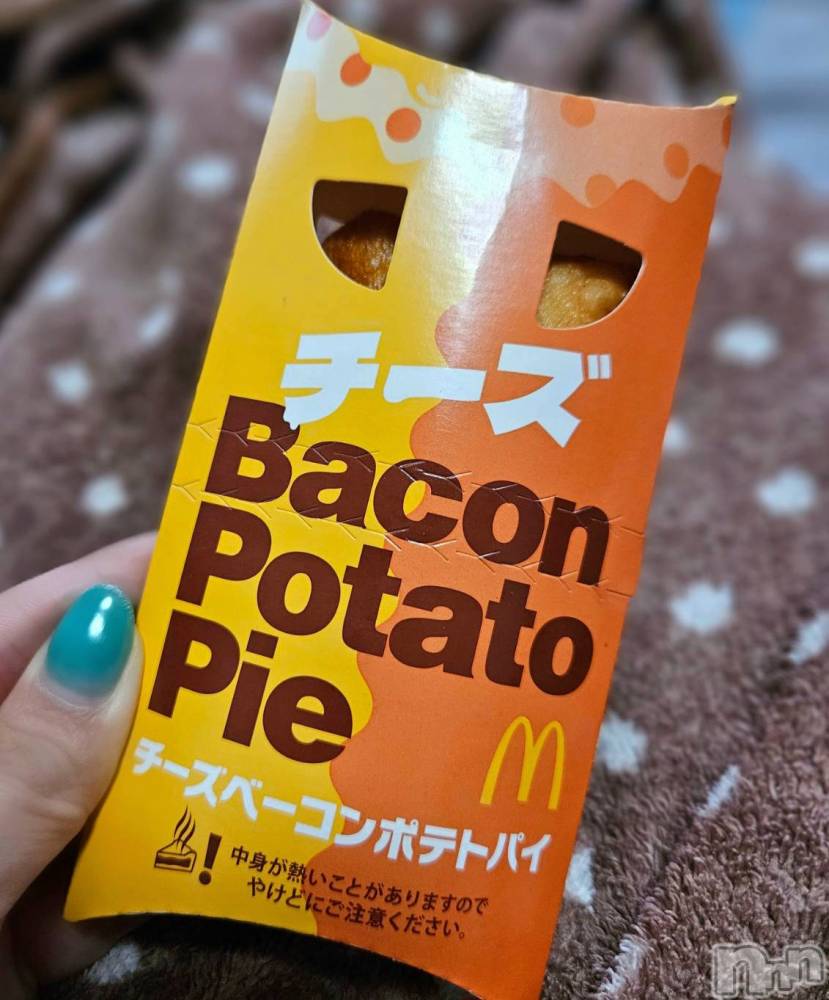 チーズ
Bacon
Potato
Pie
チーズベーコンポテトパイ
中身が熱いことがありますので
やけどにご注意ください。